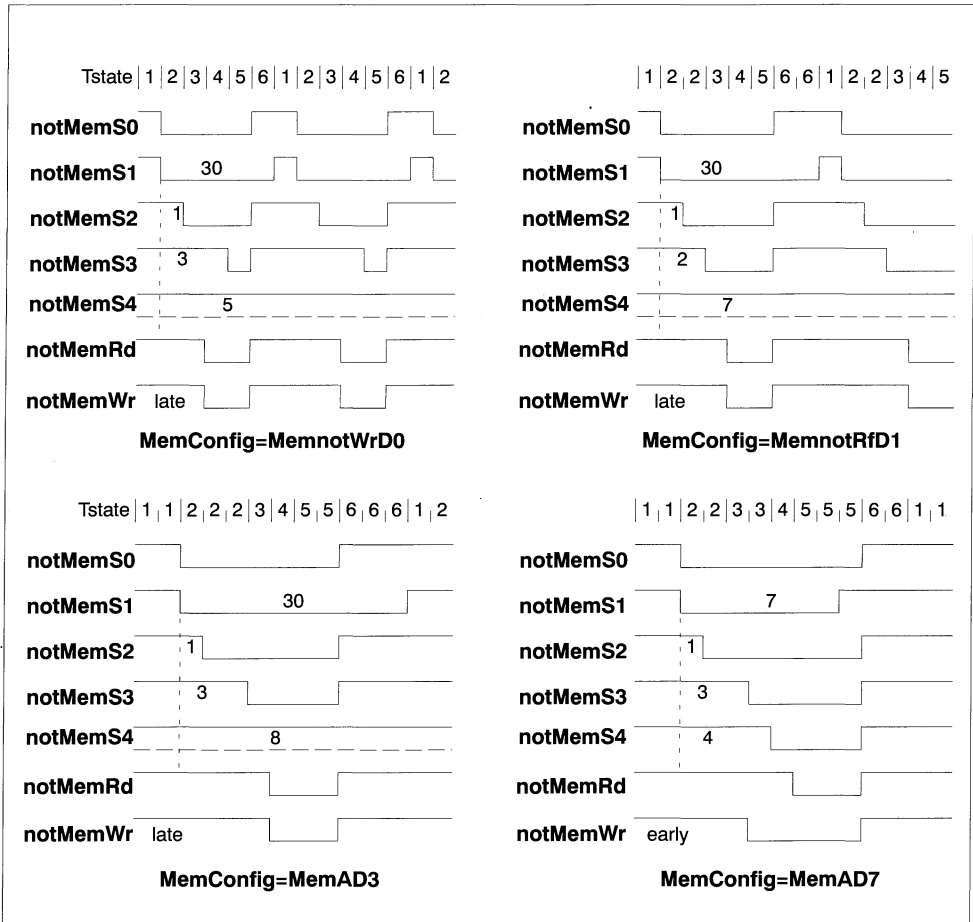 Tstate 1 2 3 4 5 6 1 2 3 4 5 6 1 2
notMemS0
notMemS1 30
notMemS2 1
notMemS3 3
notMemS4 5
notMemRd
notMemWr late
MemConfig=MemnotWrD0
1 2 2 3 4 5 6 6 1 2 2 3 4 5
notMemS0
notMemS1 30
notMemS2 1
notMemS3 2
notMemS4 7
notMemRd
notMemWr late
MemConfig=MemnotRfD1
Tstate 1 1 2 2 2 3 4 5 5 6 6 6 1 2
notMemS0
notMemS1 30
notMemS2 1
notMemS3 3
notMemS4 8
notMemRd
notMemWr late
MemConfig=MemAD3
1 1 2 2 3 3 4 5 5 5 6 6 1 1
notMemS0
notMemS1 7
notMemS2 1
notMemS3 3
notMemS4 4
notMemRd
notMemWr early
MemConfig=MemAD7